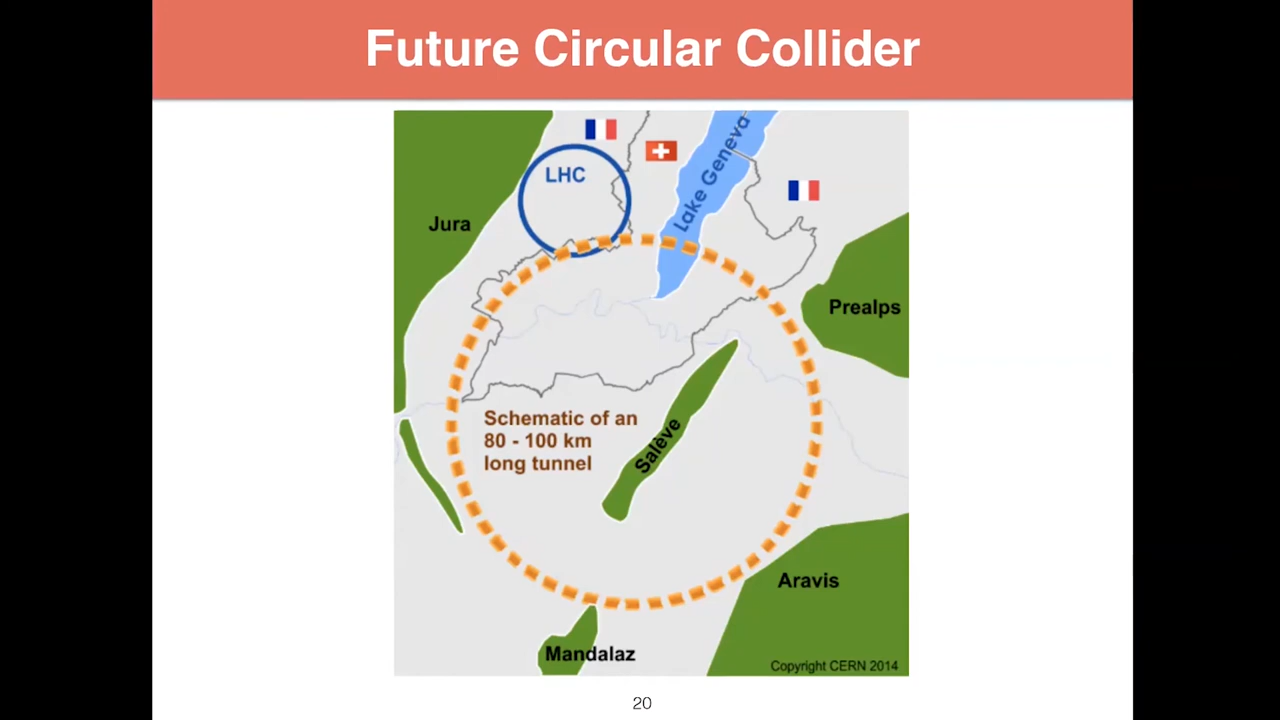 Future Circular Collider
LHC
Lake Geneva
Jura
Prealps
Schematic of an
80 - 100 km
long tunnel
Salève
Aravis
Mandalaz
Copyright CERN 2014
20